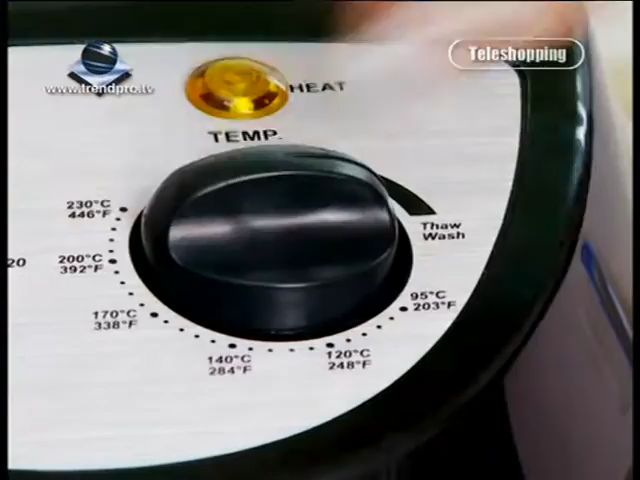 www.trendpro.tv
Teleshopping
HEAT
TEMP.
230°C
446°F
Thaw
Wash
20
200°C
392°F
95°C
203°F
170°C
338°F
140°C
284°F
120°C
248°F